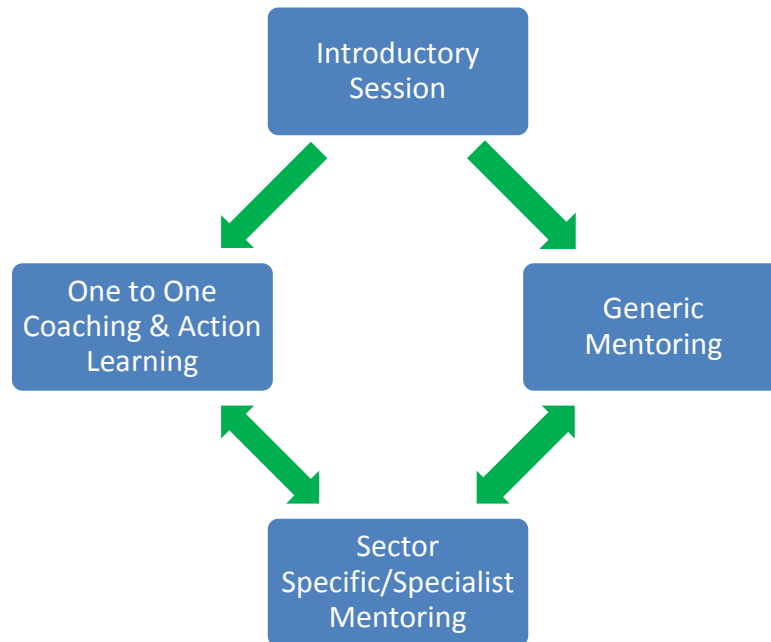 Introductory
Session
One to One
Coaching & Action
Learning
Generic
Mentoring
Sector
Specific/Specialist
Mentoring